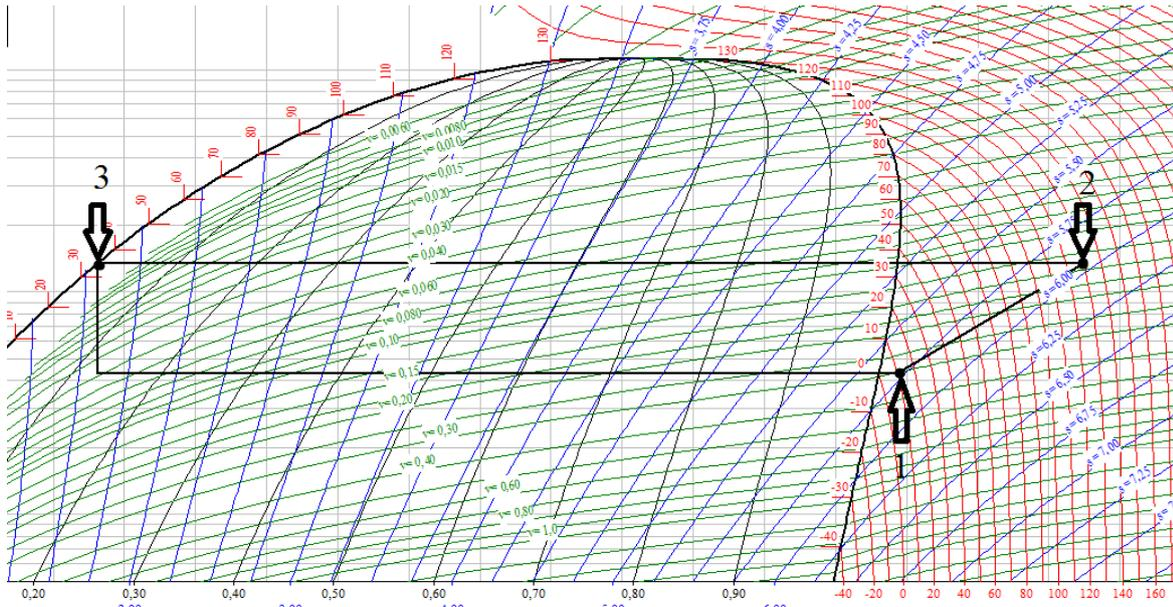 130
s = 3,75
s = 4,00
s = 4,25
s = 4,50
s = 4,75
s = 5,00
s = 5,25
s = 5,50
s = 6,00
s = 6,25
s = 6,50
s = 6,75
s = 7,00
s = 7,25
120
110
100
90
80
70
60
50
30
20
10
130
120
110
100
90
80
70
60
50
40
30
20
10
0
-10
-20
-30
-40
v= 0,0060
v= 0,0080
v= 0,010
v= 0,015
v= 0,020
v= 0,030
v= 0,040
v= 0,060
v= 0,080
v= 0,10
v= 0,15
v= 0,20
v= 0,30
v= 0,40
v= 0,60
v= 0,80
v= 1,0
3
2
1
0,20
0,30
0,40
0,50
0,60
0,70
0,80
0,90
-40
-20
0
20
40
60
80
100
120
140
160